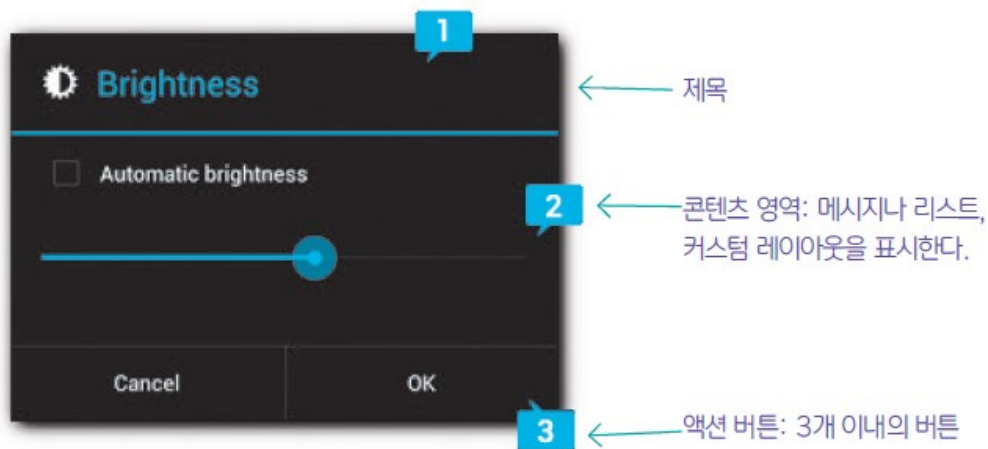 1
Brightness
제목
Automatic brightness
2
콘텐츠 영역: 메시지나 리스트,
커스텀 레이아웃을 표시한다.
Cancel
OK
3
액션 버튼: 3개 이내의 버튼